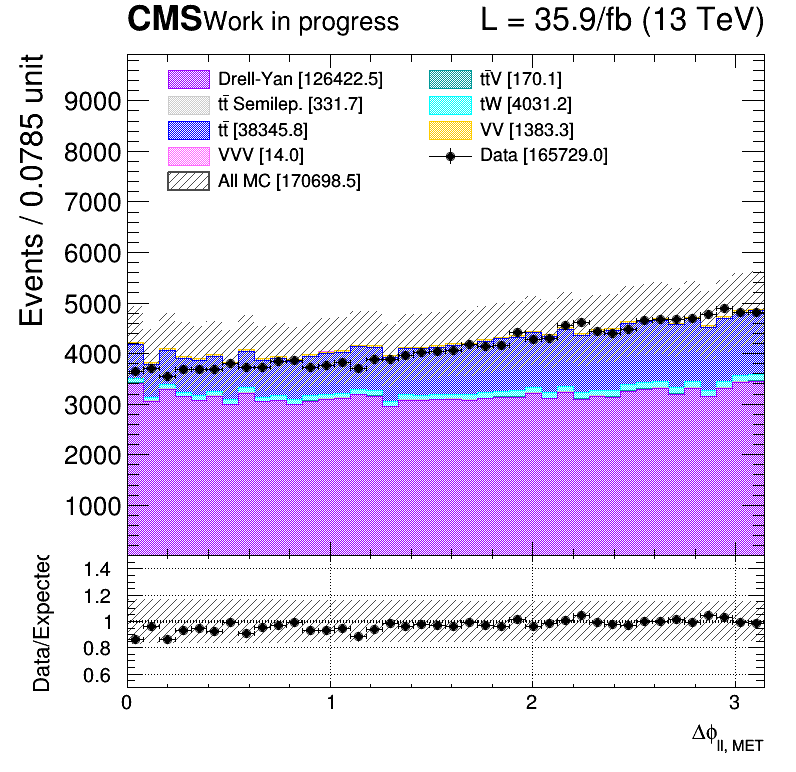 CMS Work in progress L = 35.9/fb (13 TeV)
Events / 0.0785 unit
Drell-Yan [126422.5]
tt̄ Semilep. [331.7]
tt̄ [38345.8]
VVV [14.0]
All MC [170698.5]
tt̄V [170.1]
tW [4031.2]
VV [1383.3]
Data [165729.0]
9000
8000
7000
6000
5000
4000
3000
2000
1000
Data/Expected
1.4
1.2
1
0.8
0.6
0 1 2 3
Δϕll, MET